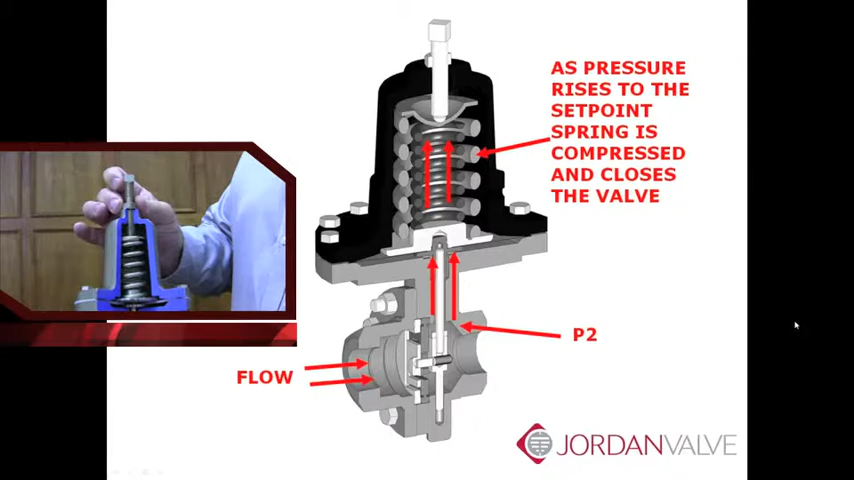 AS PRESSURE
RISES TO THE
SETPOINT
SPRING IS
COMPRESSED
AND CLOSES
THE VALVE
P2
FLOW
JORDANVALVE